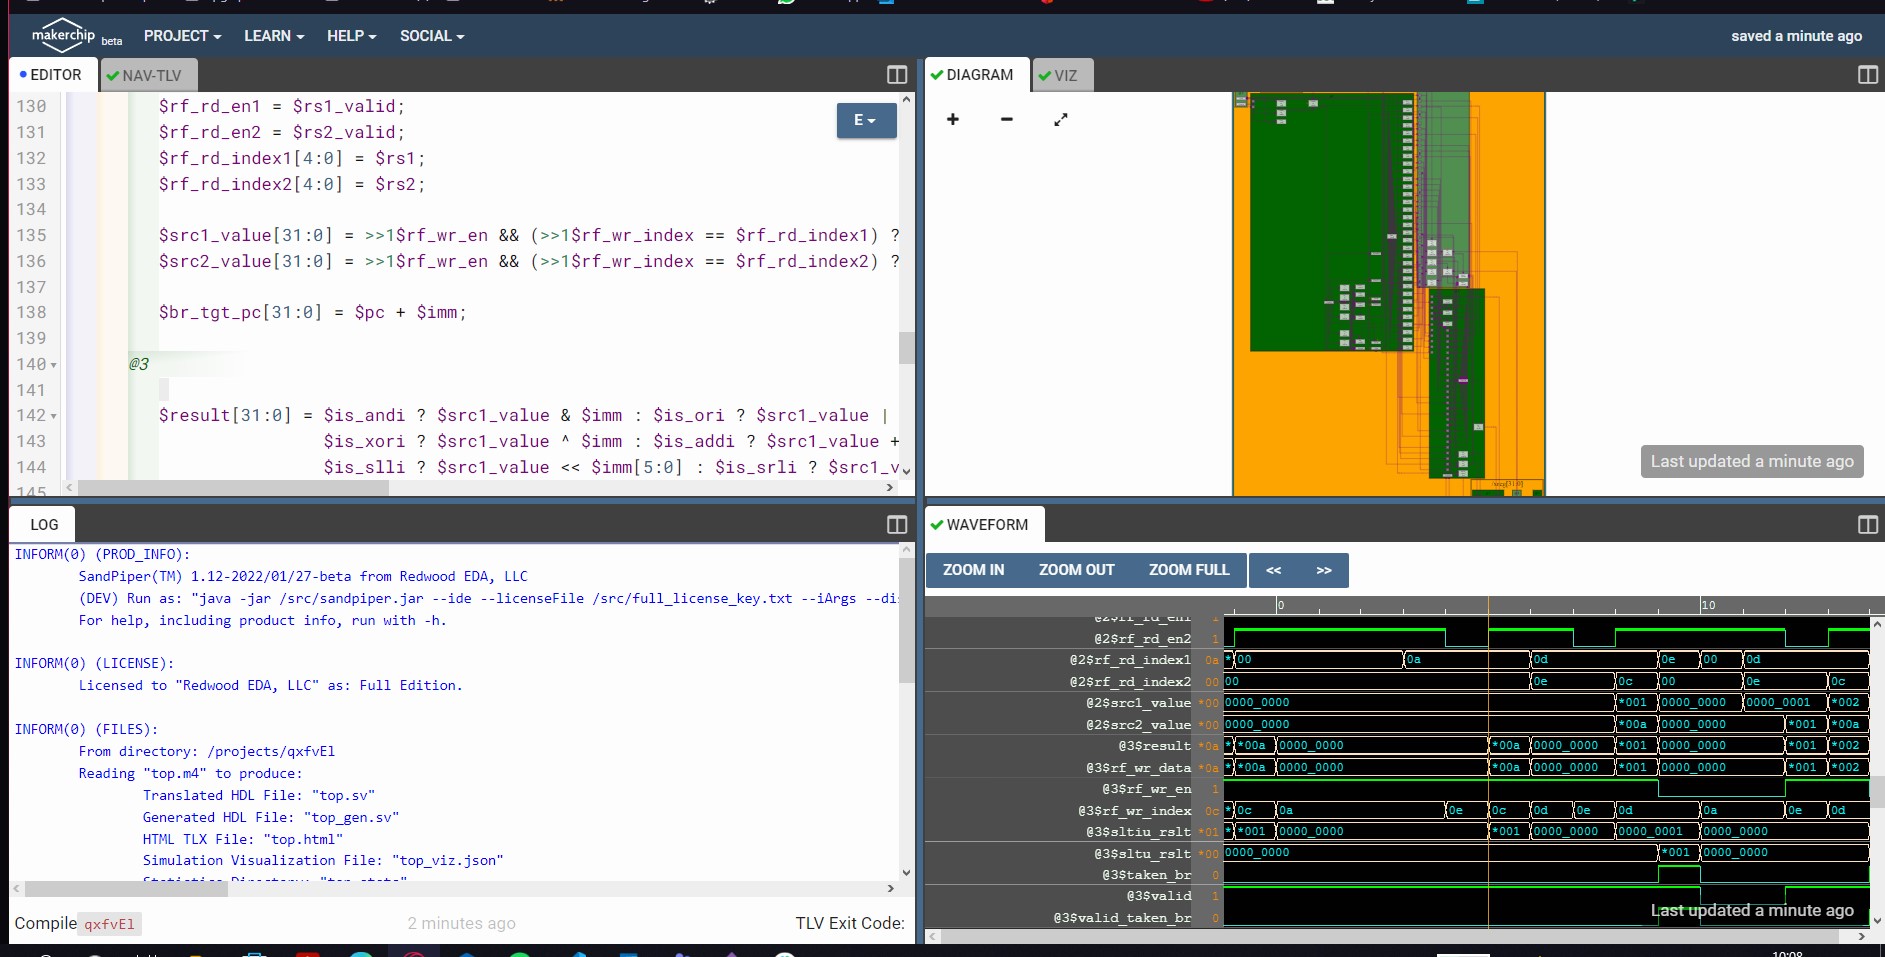 makerchip beta PROJECT LEARN HELP SOCIAL saved a minute ago
EDITOR NAV-TLV
130 $rf_rd_en1 = $rs1_valid;
131 $rf_rd_en2 = $rs2_valid;
132 $rf_rd_index1[4:0] = $rs1;
133 $rf_rd_index2[4:0] = $rs2;
134
135 $src1_value[31:0] = >>1$rf_wr_en && (>>1$rf_wr_index == $rf_rd_index1) ?
136 $src2_value[31:0] = >>1$rf_wr_en && (>>1$rf_wr_index == $rf_rd_index2) ?
137
138 $br_tgt_pc[31:0] = $pc + $imm;
139
140 @3
141
142 $result[31:0] = $is_andi ? $src1_value & $imm : $is_ori ? $src1_value |
143 $is_xori ? $src1_value ^ $imm : $is_addi ? $src1_value +
144 $is_slli ? $src1_value << $imm[5:0] : $is_srli ? $src1_v
145
E
DIAGRAM VIZ
+ −
Last updated a minute ago
LOG
INFORM(0) (PROD_INFO):
SandPiper(TM) 1.12-2022/01/27-beta from Redwood EDA, LLC
(DEV) Run as: "java -jar /src/sandpiper.jar --ide --licenseFile /src/full_license_key.txt --iArgs --di
For help, including product info, run with -h.
INFORM(0) (LICENSE):
Licensed to "Redwood EDA, LLC" as: Full Edition.
INFORM(0) (FILES):
From directory: /projects/qxfvEl
Reading "top.m4" to produce:
Translated HDL File: "top.sv"
Generated HDL File: "top_gen.sv"
HTML TLX File: "top.html"
Simulation Visualization File: "top_viz.json"
Statistics Directory: "top_stats"
Compile qxfvEl 2 minutes ago TLV Exit Code:
WAVEFORM
ZOOM IN ZOOM OUT ZOOM FULL << >>
0 10
@2$rf_rd_en1 1
@2$rf_rd_en2 1
@2$rf_rd_index1 0a * 00 0a 0d 0e 00 0d
@2$rf_rd_index2 00 00 0e 0c 00 0e 0c
@2$src1_value *00 0000_0000 *001 0000_0000 0000_0001 *002
@2$src2_value *00 0000_0000 *00a 0000_0000 *001 *00a
@3$result *0a * *00a 0000_0000 *00a 0000_0000 *001 0000_0000 *001 *002
@3$rf_wr_data *0a * *00a 0000_0000 *00a 0000_0000 *001 0000_0000 *001 *002
@3$rf_wr_en 1
@3$rf_wr_index 0c * 0c 0a 0e 0c 0d 0e 0d 0a 0e 0d
@3$sltiu_rslt *01 * *001 0000_0000 *001 0000_0000 0000_0001 0000_0000
@3$sltu_rslt *00 0000_0000 *001 0000_0000
@3$taken_br 0
@3$valid 1
@3$valid_taken_br 0
Last updated a minute ago